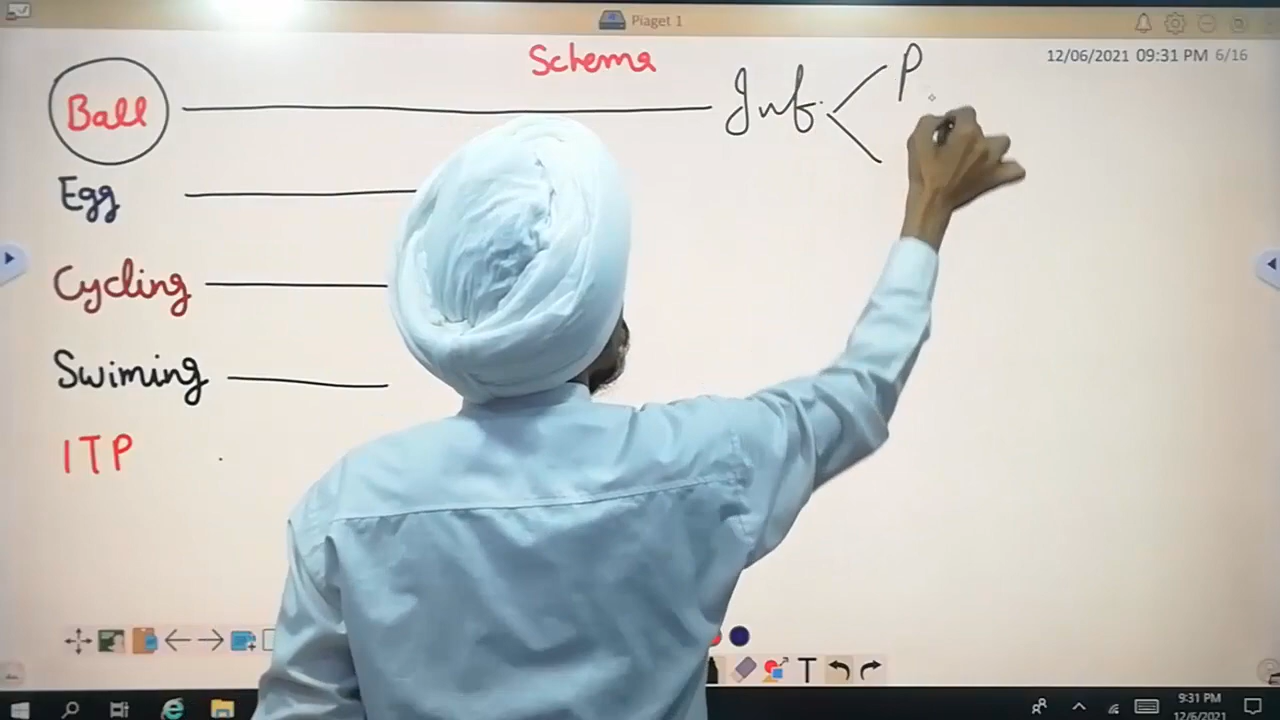 Piaget 1
12/06/2021 09:31 PM 6/16
Schema
Ball
Inf. P
Egg
Cycling
Swiming
ITP
T
9:31 PM
12/6/2021